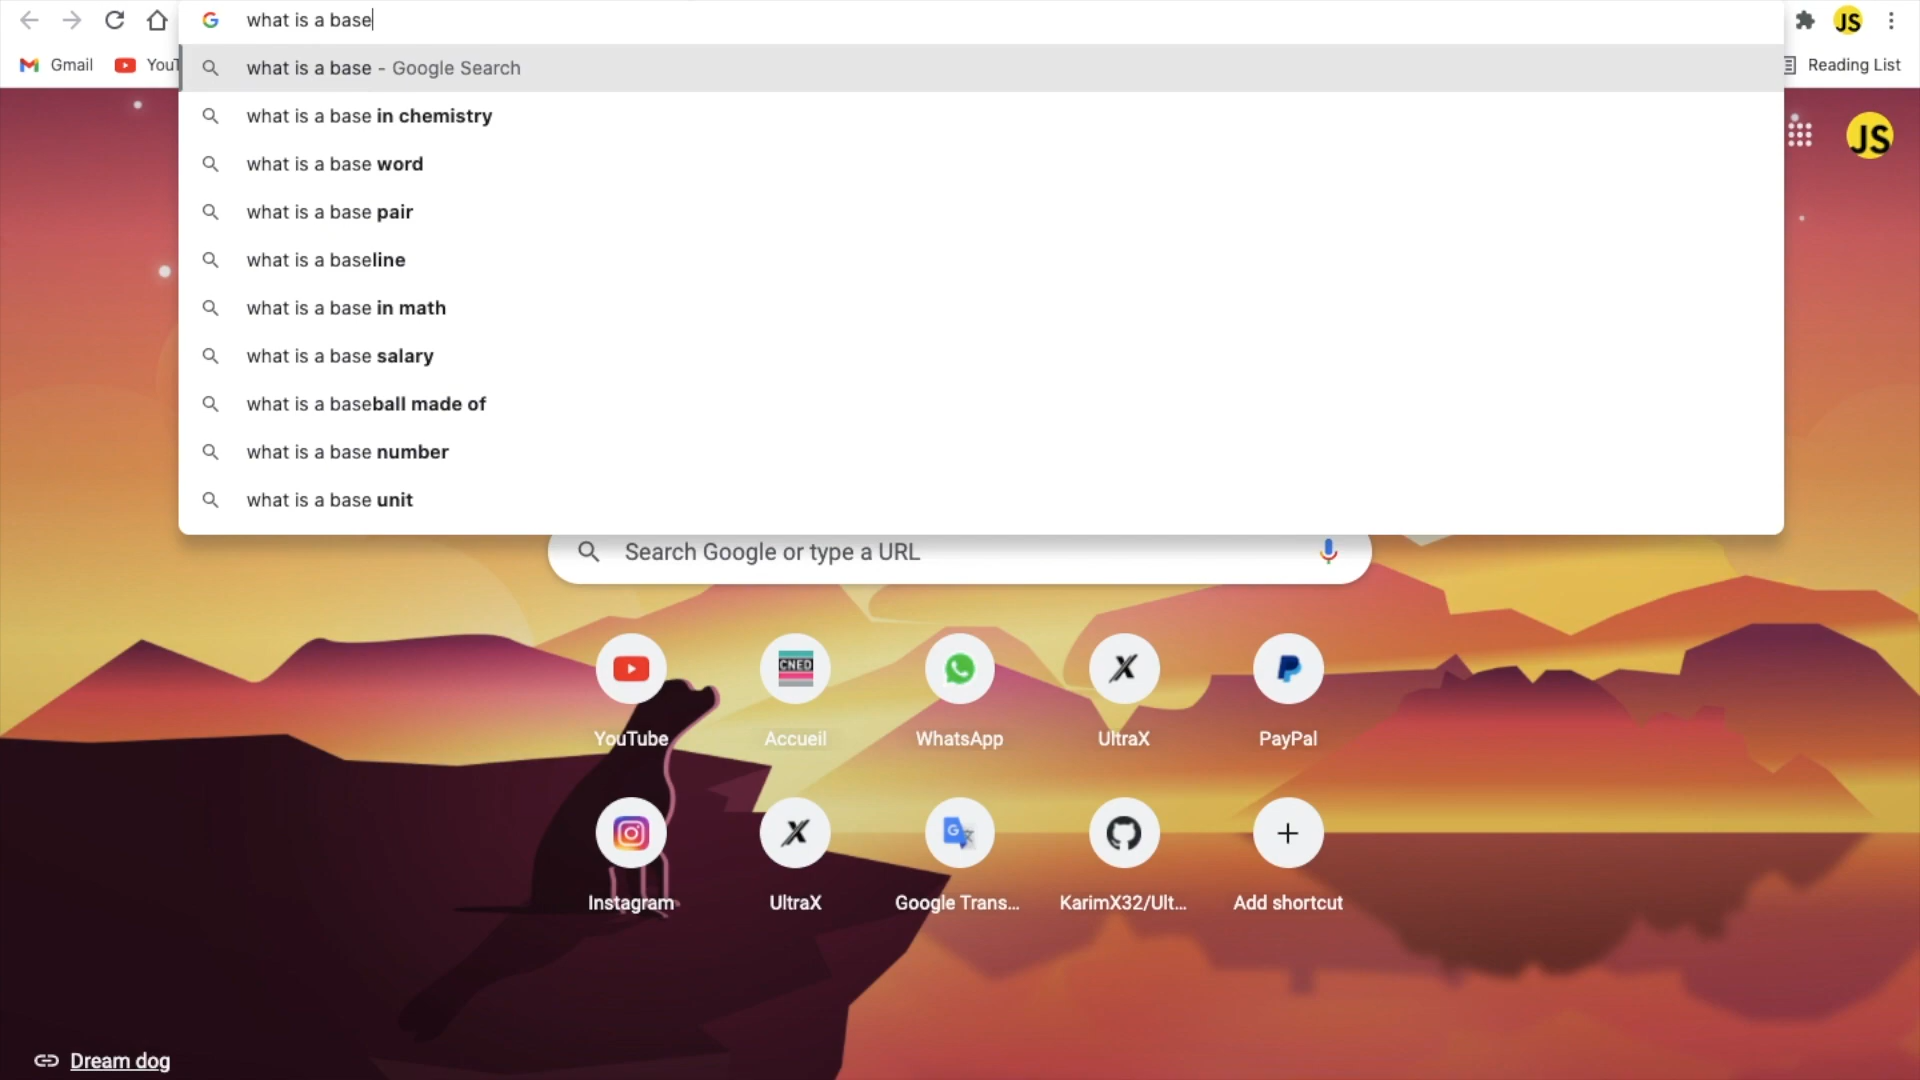 what is a base
JS
Gmail
YouT
Reading List
what is a base - Google Search
what is a base in chemistry
what is a base word
JS
what is a base pair
what is a baseline
what is a base in math
what is a base salary
what is a baseball made of
what is a base number
what is a base unit
Search Google or type a URL
CNED
YouTube
Accueil
WhatsApp
UltraX
PayPal
Instagram
UltraX
Google Trans...
KarimX32/Ult...
Add shortcut
Dream dog